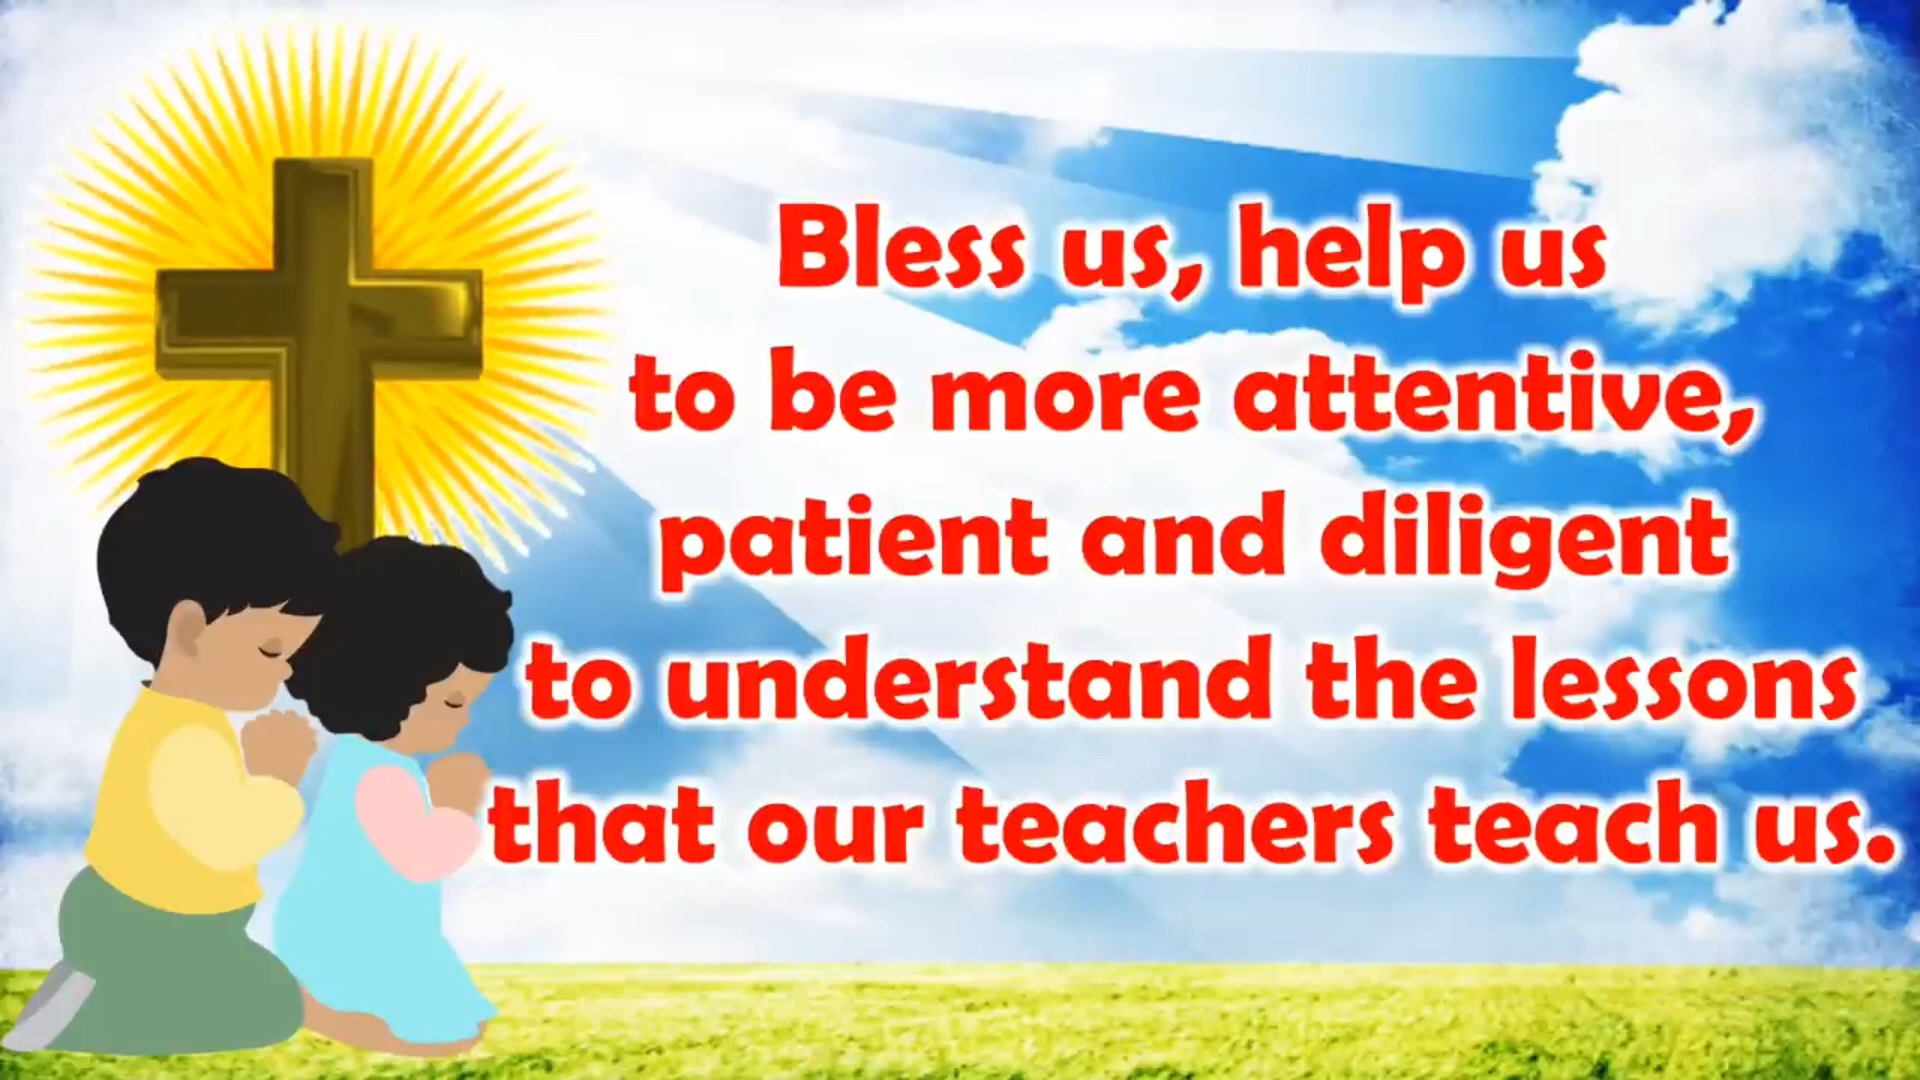 Bless us, help us
to be more attentive,
patient and diligent
to understand the lessons
that our teachers teach us.